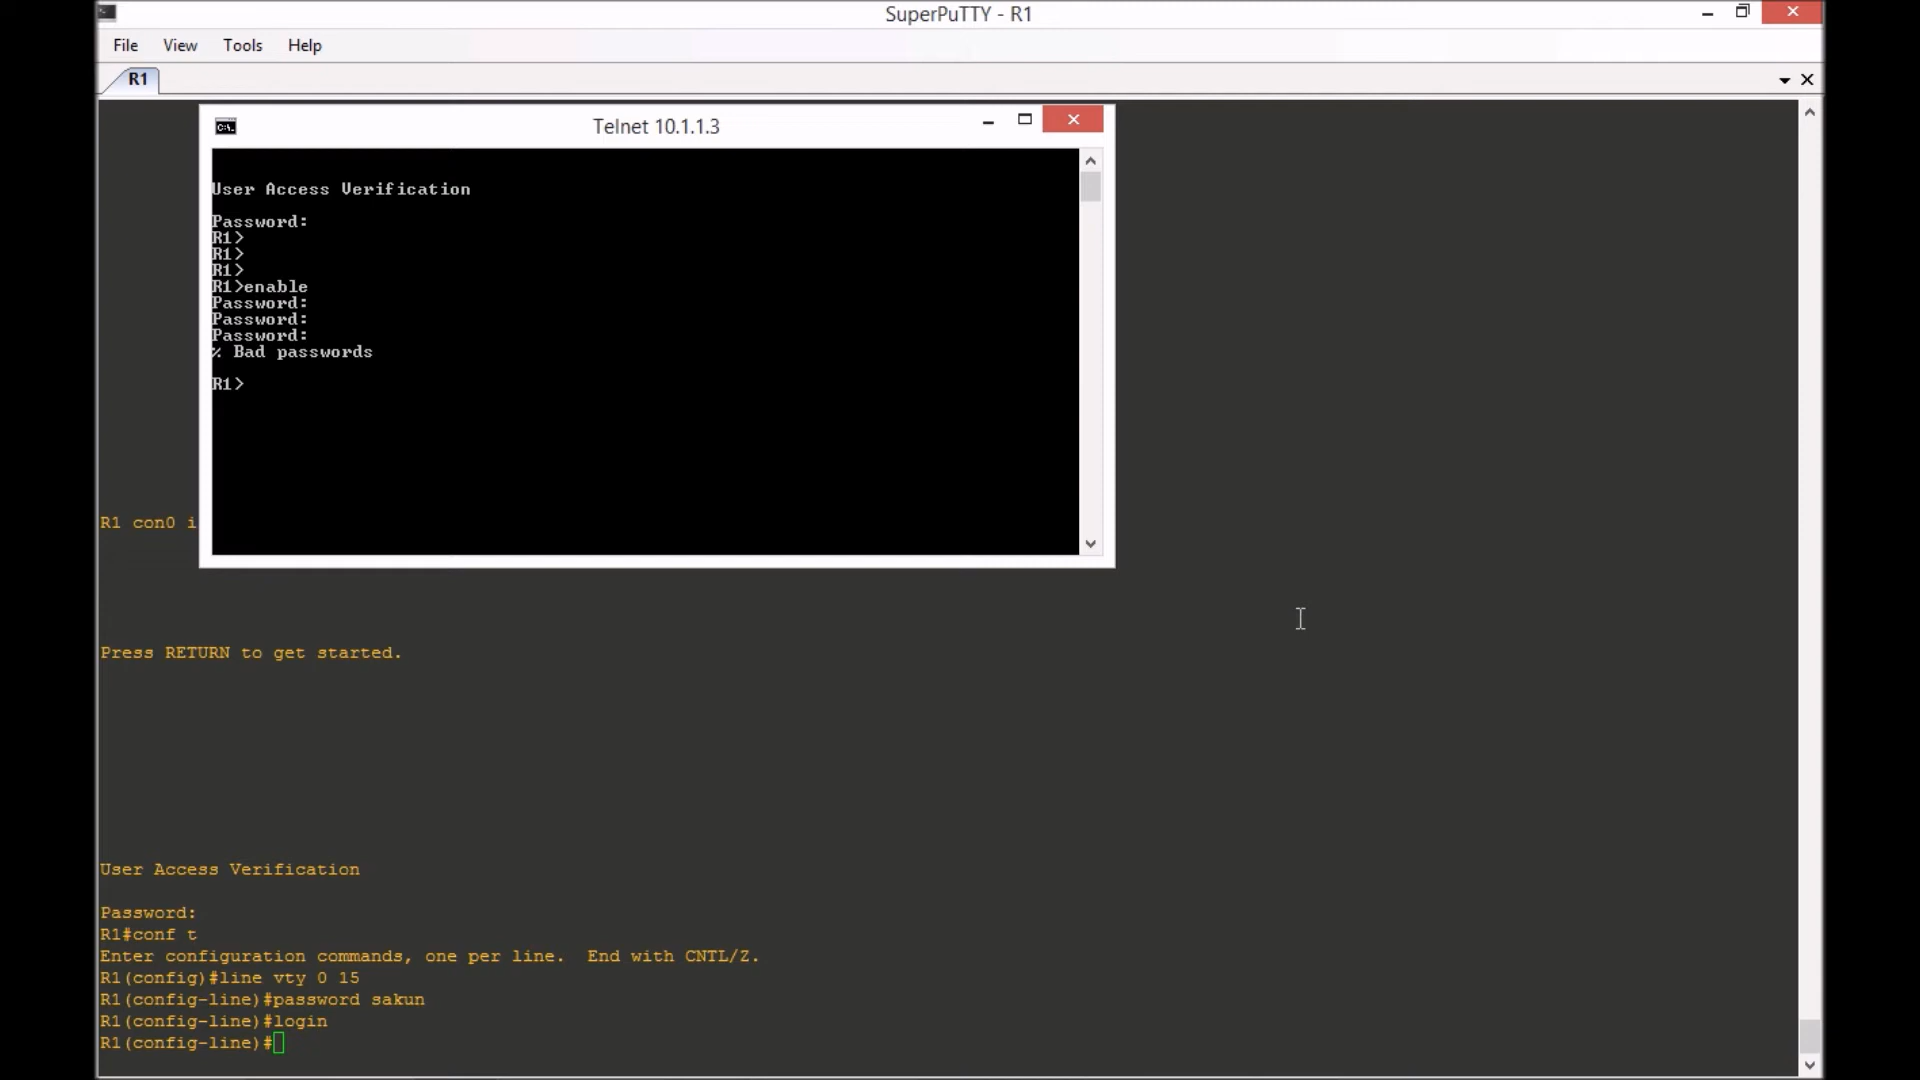 SuperPuTTY - R1
File View Tools Help
R1
Telnet 10.1.1.3
User Access Verification
Password:
R1>
R1>
R1>
R1>enable
Password:
Password:
Password:
% Bad passwords
R1>
R1 con0 i
Press RETURN to get started.
User Access Verification
Password:
R1#conf t
Enter configuration commands, one per line.  End with CNTL/Z.
R1(config)#line vty 0 15
R1(config-line)#password sakun
R1(config-line)#login
R1(config-line)#